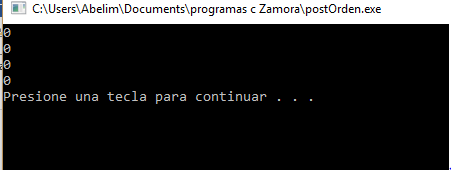 C:\Users\Abelim\Documents\programas c Zamora\postOrden.exe
0
0
0
0
Presione una tecla para continuar . . .